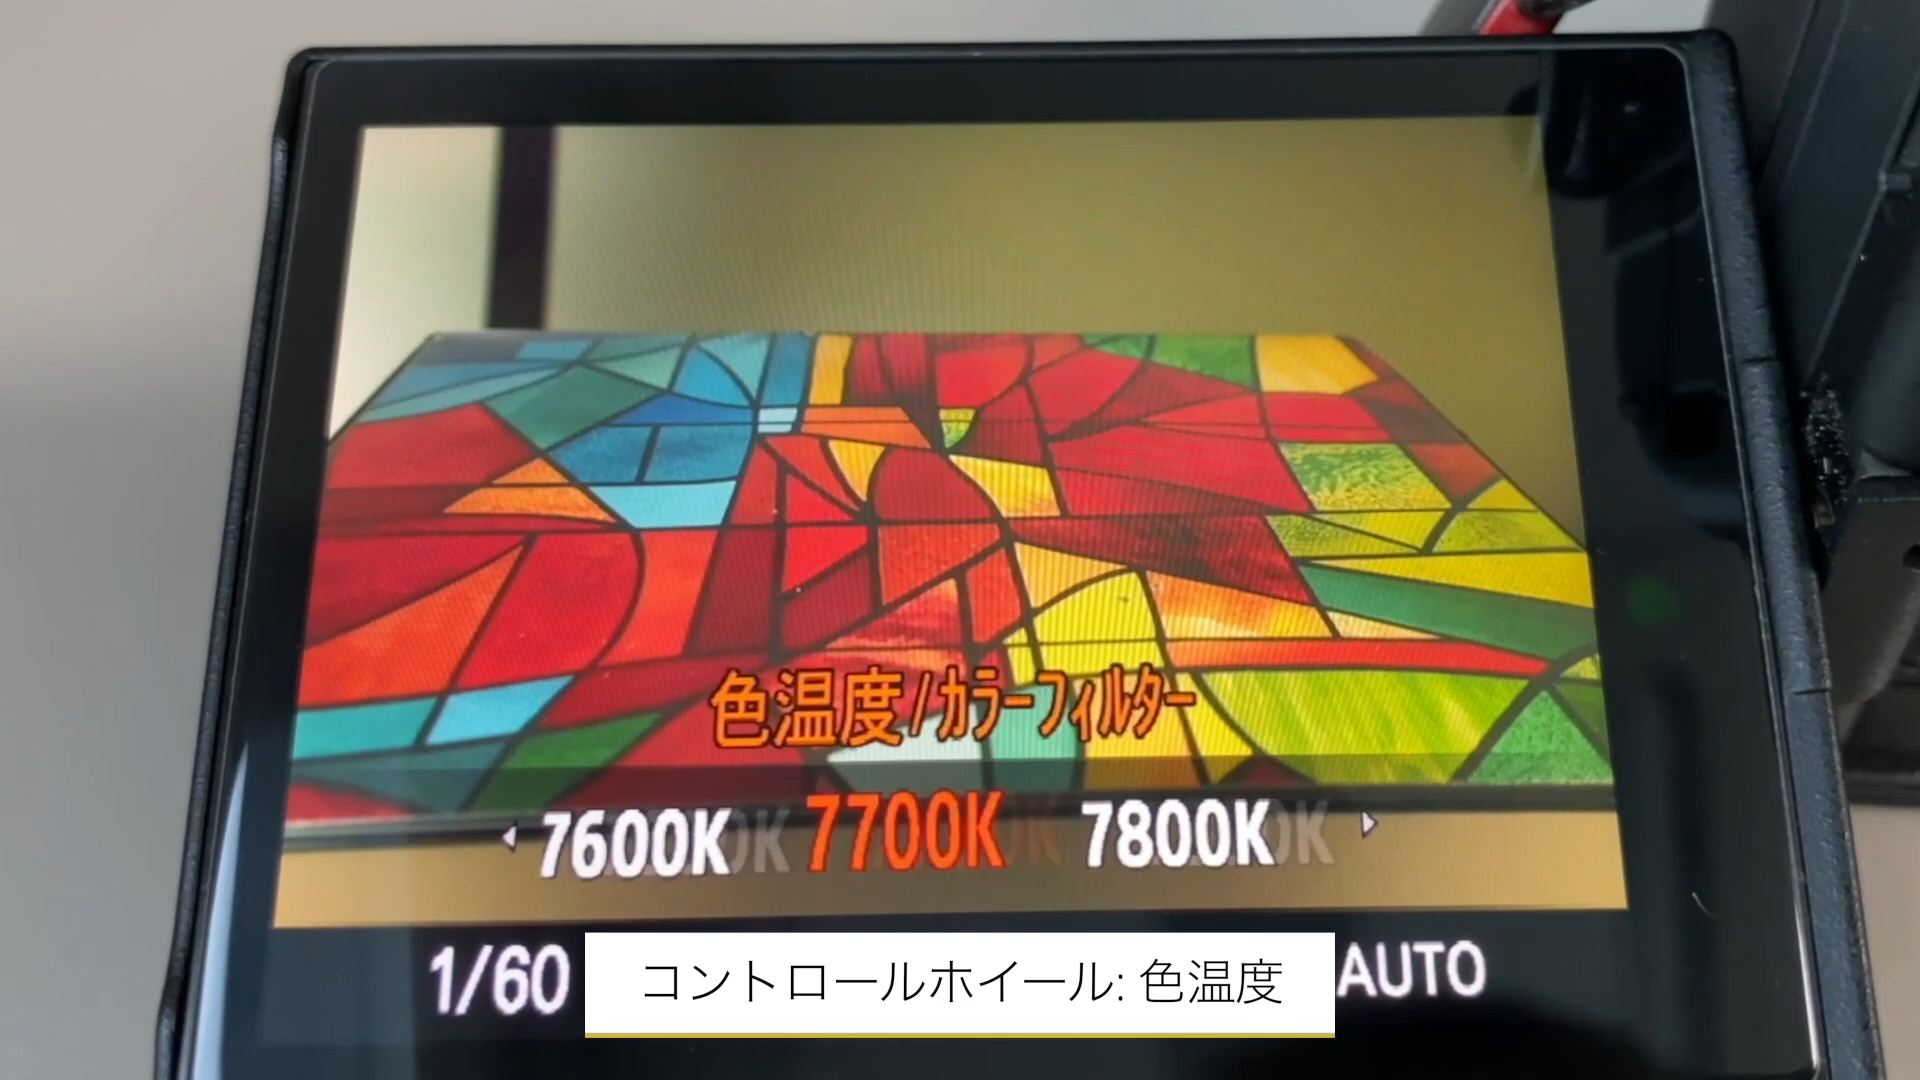 色温度/カラーフィルター
7600K 7700K 7800K
1/60 AUTO
コントロールホイール: 色温度